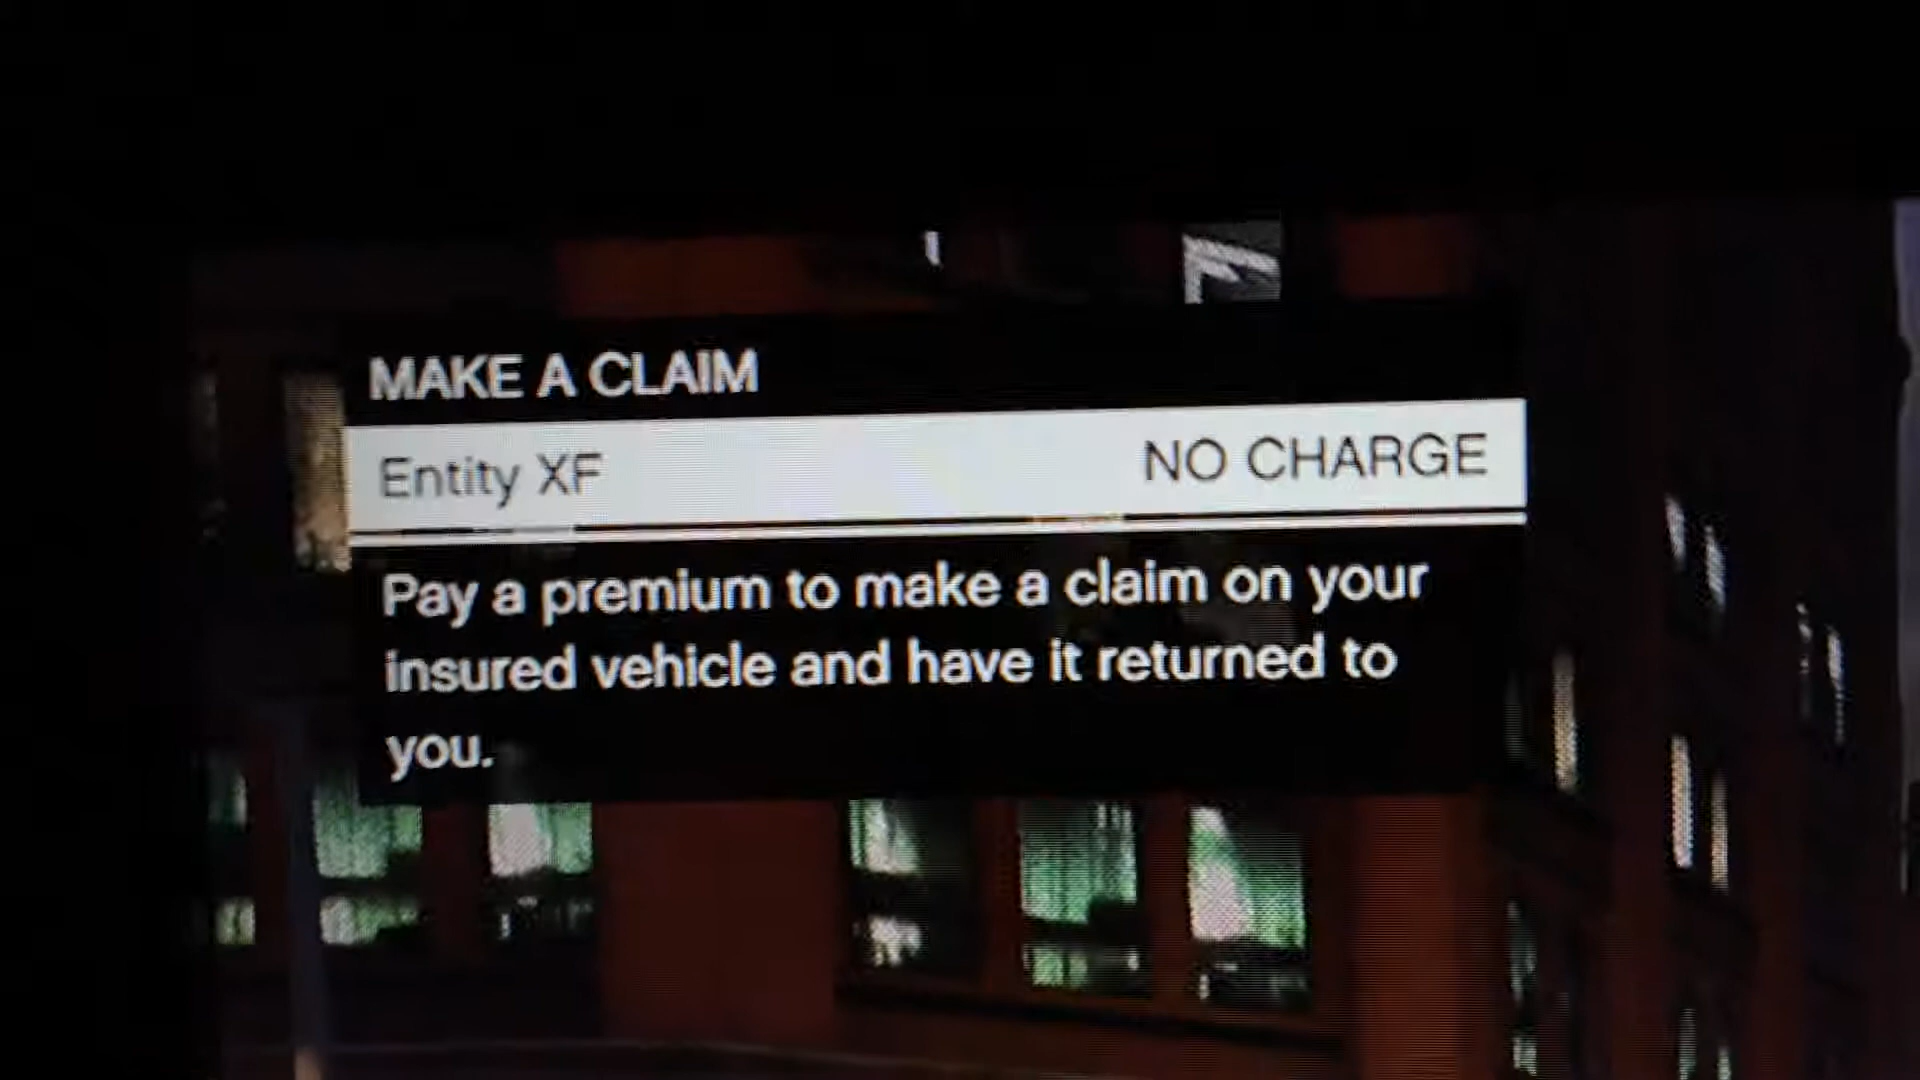 MAKE A CLAIM
Entity XF NO CHARGE
Pay a premium to make a claim on your
insured vehicle and have it returned to
you.